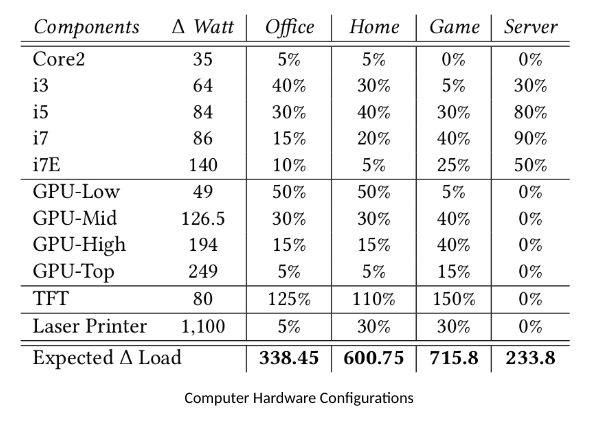 Components Δ Watt Office Home Game Server
Core2 35 5% 5% 0% 0%
i3 64 40% 30% 5% 30%
i5 84 30% 40% 30% 80%
i7 86 15% 20% 40% 90%
i7E 140 10% 5% 25% 50%
GPU-Low 49 50% 50% 5% 0%
GPU-Mid 126.5 30% 30% 40% 0%
GPU-High 194 15% 15% 40% 0%
GPU-Top 249 5% 5% 15% 0%
TFT 80 125% 110% 150% 0%
Laser Printer 1,100 5% 30% 30% 0%
Expected Δ Load 338.45 600.75 715.8 233.8
Computer Hardware Configurations